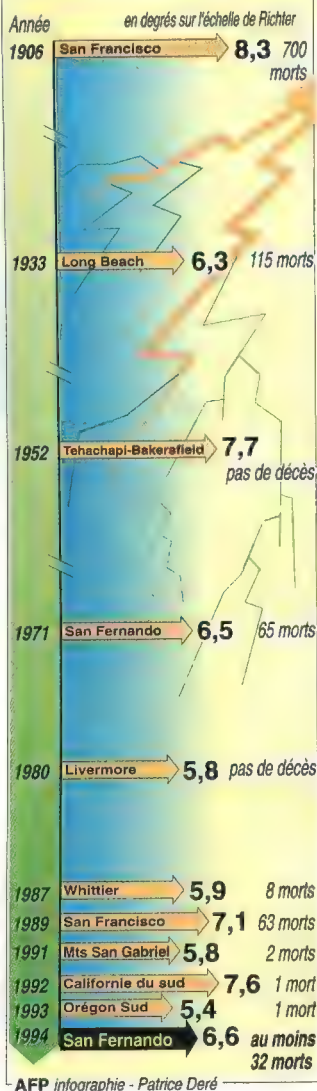 Année
en degrés sur l'échelle de Richter
1906 San Francisco 8,3 700
morts
1933 Long Beach 6,3 115 morts
1952 Tehachapi-Bakersfield 7,7
pas de décès
1971 San Fernando 6,5 65 morts
1980 Livermore 5,8 pas de décès
1987 Whittier 5,9 8 morts
1989 San Francisco 7,1 63 morts
1991 Mts San Gabriel 5,8 2 morts
1992 Californie du sud 7,6 1 mort
1993 Orégon Sud 5,4 1 mort
1994 San Fernando 6,6 au moins
32 morts
AFP infographie - Patrice Deré